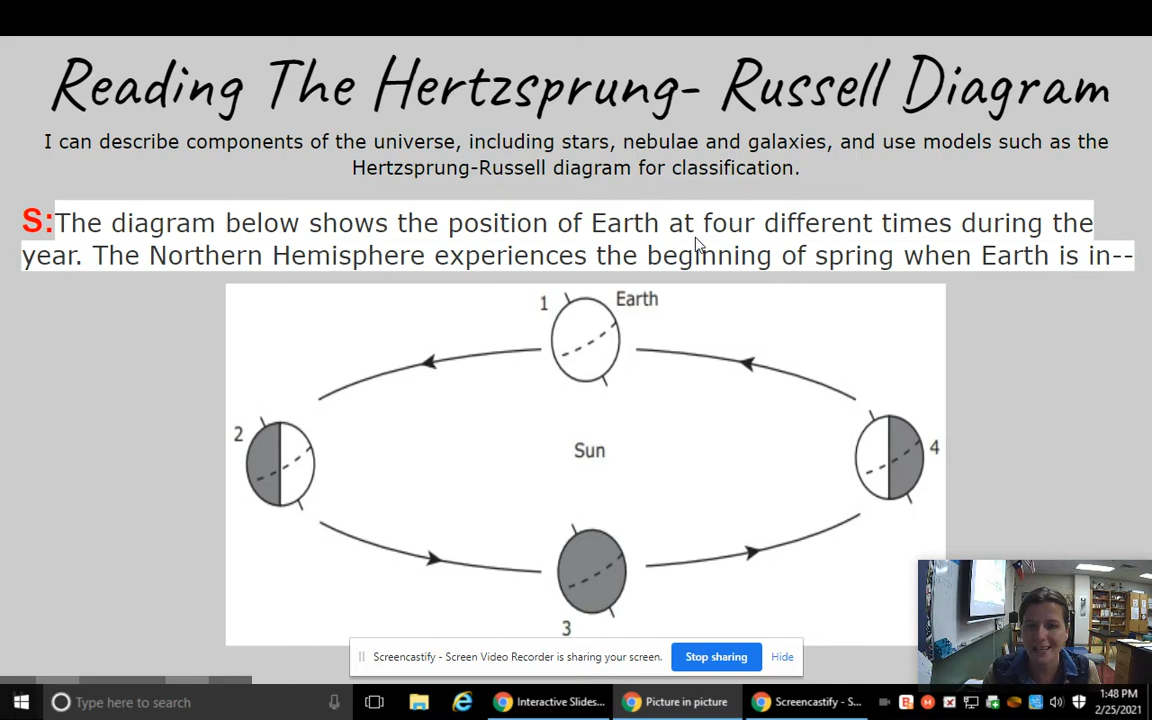 Reading The Hertzsprung- Russell Diagram
I can describe components of the universe, including stars, nebulae and galaxies, and use models such as the
Hertzsprung-Russell diagram for classification.
S:The diagram below shows the position of Earth at four different times during the
year. The Northern Hemisphere experiences the beginning of spring when Earth is in--
1
Earth
2
Sun
4
3
Screencastify - Screen Video Recorder is sharing your screen.
Stop sharing
Hide
Type here to search
Interactive Slides...
Picture in picture
Screencastify - S...
1:48 PM
2/25/2021